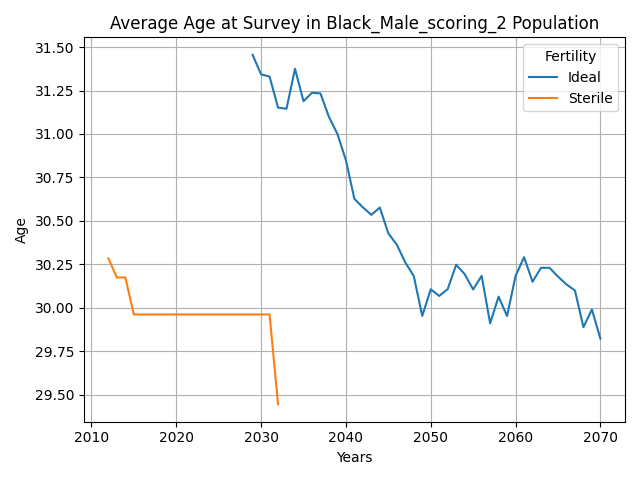 Average Age at Survey in Black_Male_scoring_2 Population
Fertility
Ideal
Sterile
31.50
31.25
31.00
30.75
30.50
30.25
30.00
29.75
29.50
Age
2010
2020
2030
2040
2050
2060
2070
Years